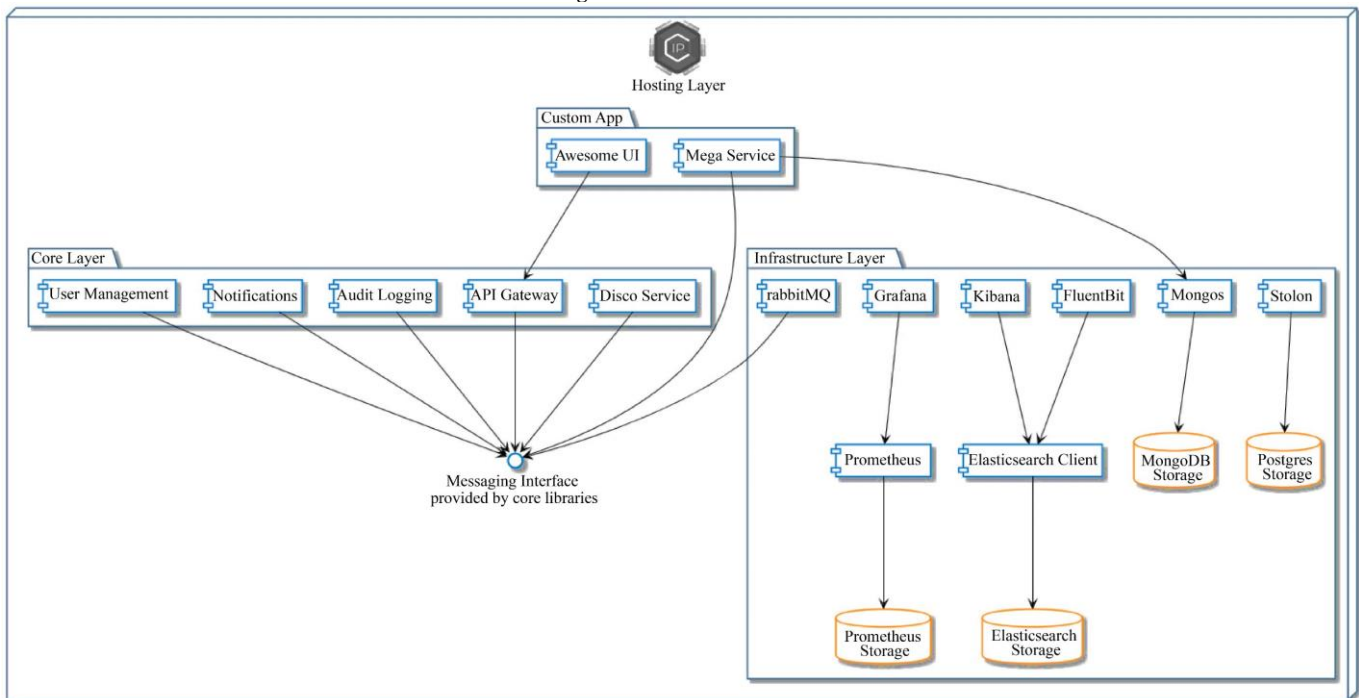 IP
Hosting Layer
Custom App
Awesome UI
Mega Service
Core Layer
User Management
Notifications
Audit Logging
API Gateway
Disco Service
Infrastructure Layer
rabbitMQ
Grafana
Kibana
FluentBit
Mongos
Stolon
Messaging Interface
provided by core libraries
Prometheus
Elasticsearch Client
MongoDB
Storage
Postgres
Storage
Prometheus
Storage
Elasticsearch
Storage